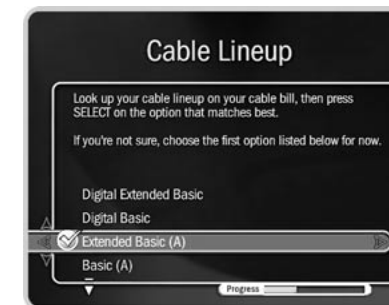 Cable Lineup
Look up your cable lineup on your cable bill, then press
SELECT on the option that matches best.
If you're not sure, choose the first option listed below for now.
Digital Extended Basic
Digital Basic
Extended Basic (A)
Basic (A)
Progress